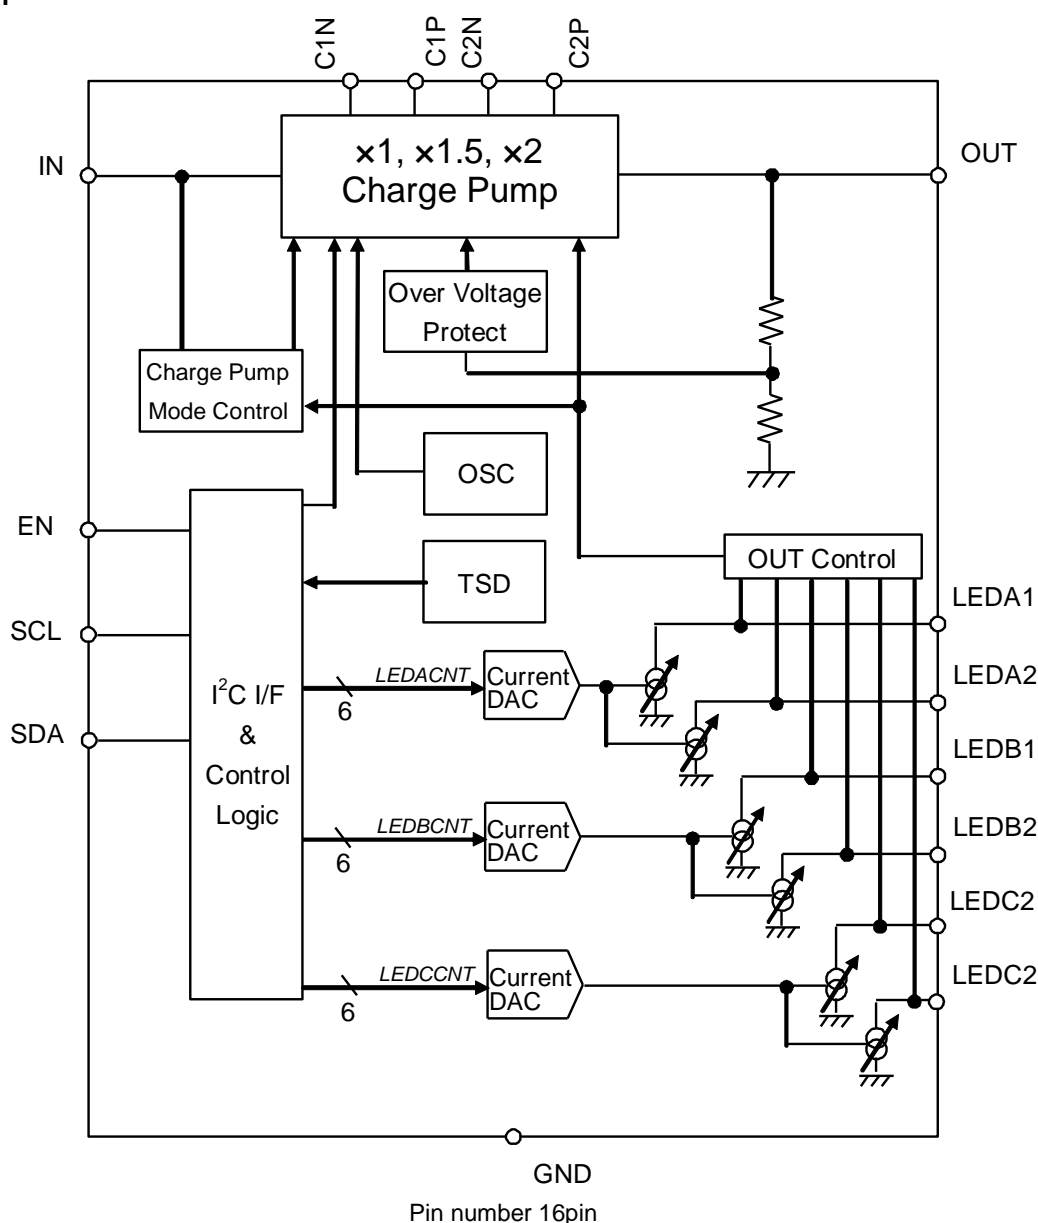 C1N
C1P
C2N
C2P
×1, ×1.5, ×2
Charge Pump
IN
OUT
Over Voltage
Protect
Charge Pump
Mode Control
OSC
EN
OUT Control
TSD
LEDA1
SCL
LEDACNT
6
Current
DAC
LEDA2
I²C I/F
&
Control
Logic
SDA
LEDB1
LEDBCNT
6
Current
DAC
LEDB2
LEDC2
LEDCCNT
6
Current
DAC
LEDC2
GND
Pin number 16pin